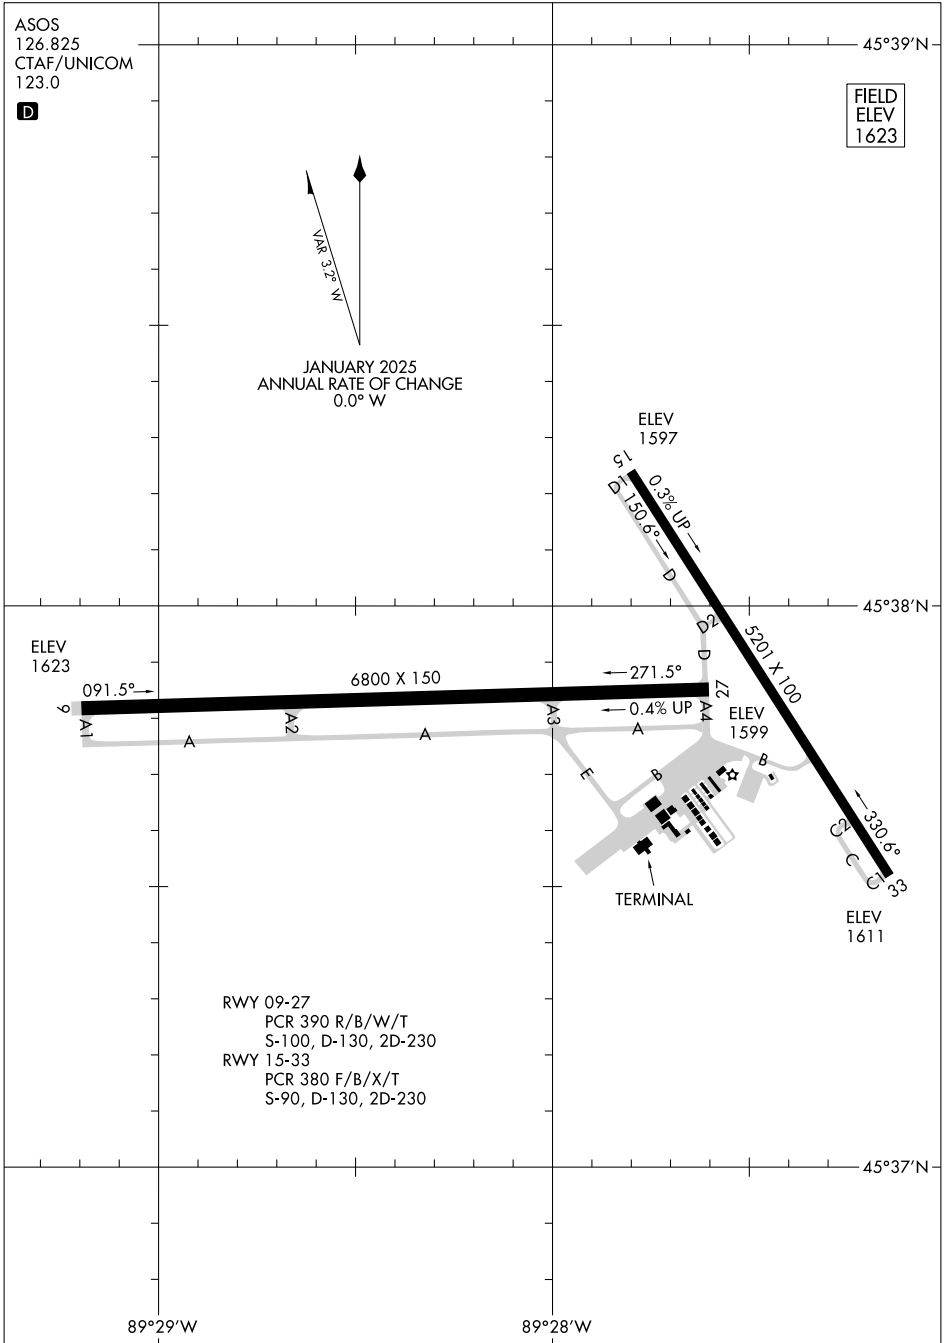 ASOS
126.825
CTAF/UNICOM
123.0
D
45°39'N
FIELD
ELEV
1623
VAR 3.2° W
JANUARY 2025
ANNUAL RATE OF CHANGE
0.0° W
ELEV
1597
15
D1
0.3% UP
150.6°
D
45°38'N
D2
D
5201 X 100
ELEV
1623
091.5°
6800 X 150
271.5°
9
27
0.4% UP
A1
A2
A3
A4
A
A
A
ELEV
1599
B
E
B
330.6°
C2
C
C1
33
TERMINAL
ELEV
1611
RWY 09-27
PCR 390 R/B/W/T
S-100, D-130, 2D-230
RWY 15-33
PCR 380 F/B/X/T
S-90, D-130, 2D-230
45°37'N
89°29'W
89°28'W